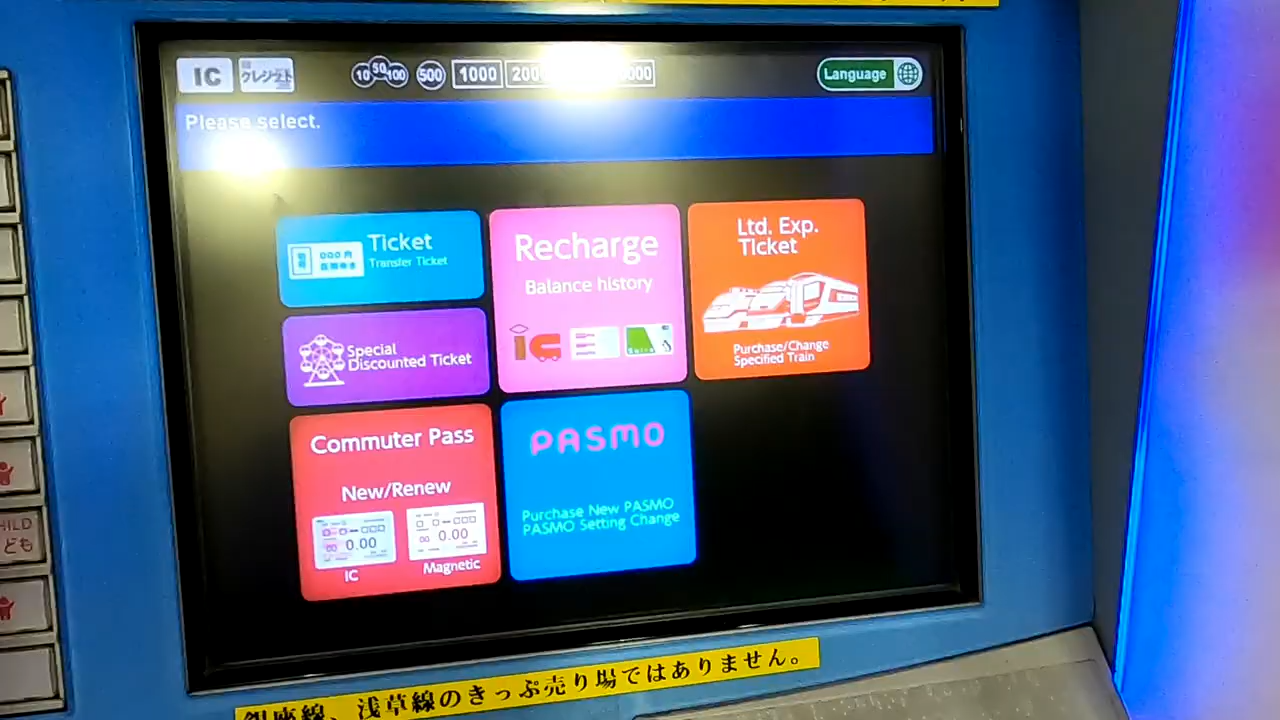 IC
クレジット
10 50 100 500 1000
Language
Please select.
Ticket
Transfer Ticket
Recharge
Balance history
Ltd. Exp.
Ticket
Purchase/Change
Specified Train
Special
Discounted Ticket
Commuter Pass
New/Renew
0.00
0.00
IC
Magnetic
PASMO
Purchase New PASMO
PASMO Setting Change
CHILD
ども
銀座線、浅草線のきっぷ売り場ではありません。